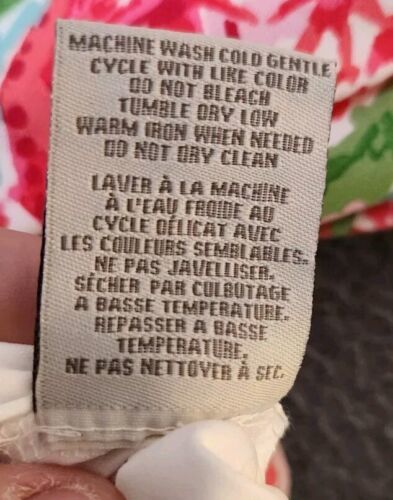 MACHINE WASH COLD GENTLE
CYCLE WITH LIKE COLOR
DO NOT BLEACH
TUMBLE DRY LOW
WARM IRON WHEN NEEDED
DO NOT DRY CLEAN
LAVER À LA MACHINE
À L'EAU FROIDE AU
CYCLE DÉLICAT AVEC
LES COULEURS SEMBLABLES.
NE PAS JAVELLISER.
SÉCHER PAR CULBUTAGE
A BASSE TEMPERATURE.
REPASSER A BASSE
TEMPERATURE.
NE PAS NETTOYER À SEC.